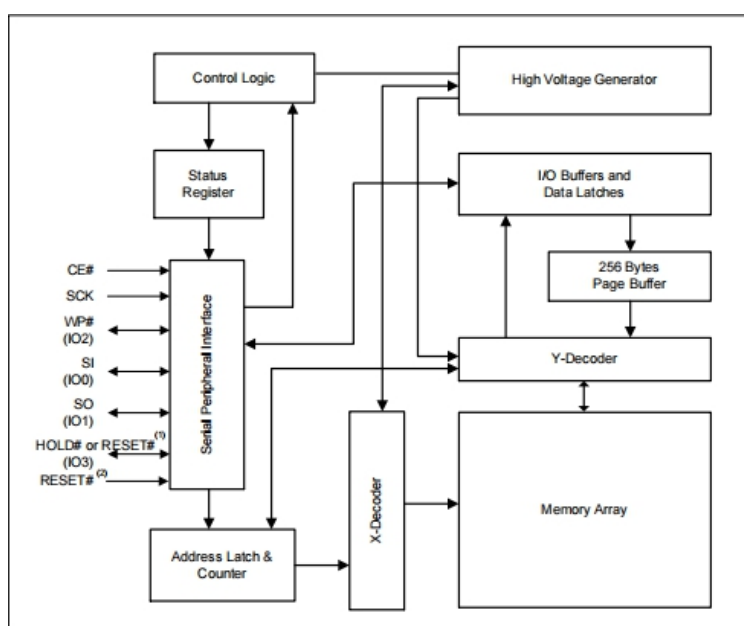 Control Logic
High Voltage Generator
Status
Register
I/O Buffers and
Data Latches
256 Bytes
Page Buffer
CE#
SCK
WP#
(IO2)
SI
(IO0)
SO
(IO1)
HOLD# or RESET# (1)
(IO3)
RESET# (2)
Serial Peripheral Interface
Y-Decoder
X-Decoder
Memory Array
Address Latch &
Counter